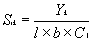 S_d = Y_i / (l × b × C_i)